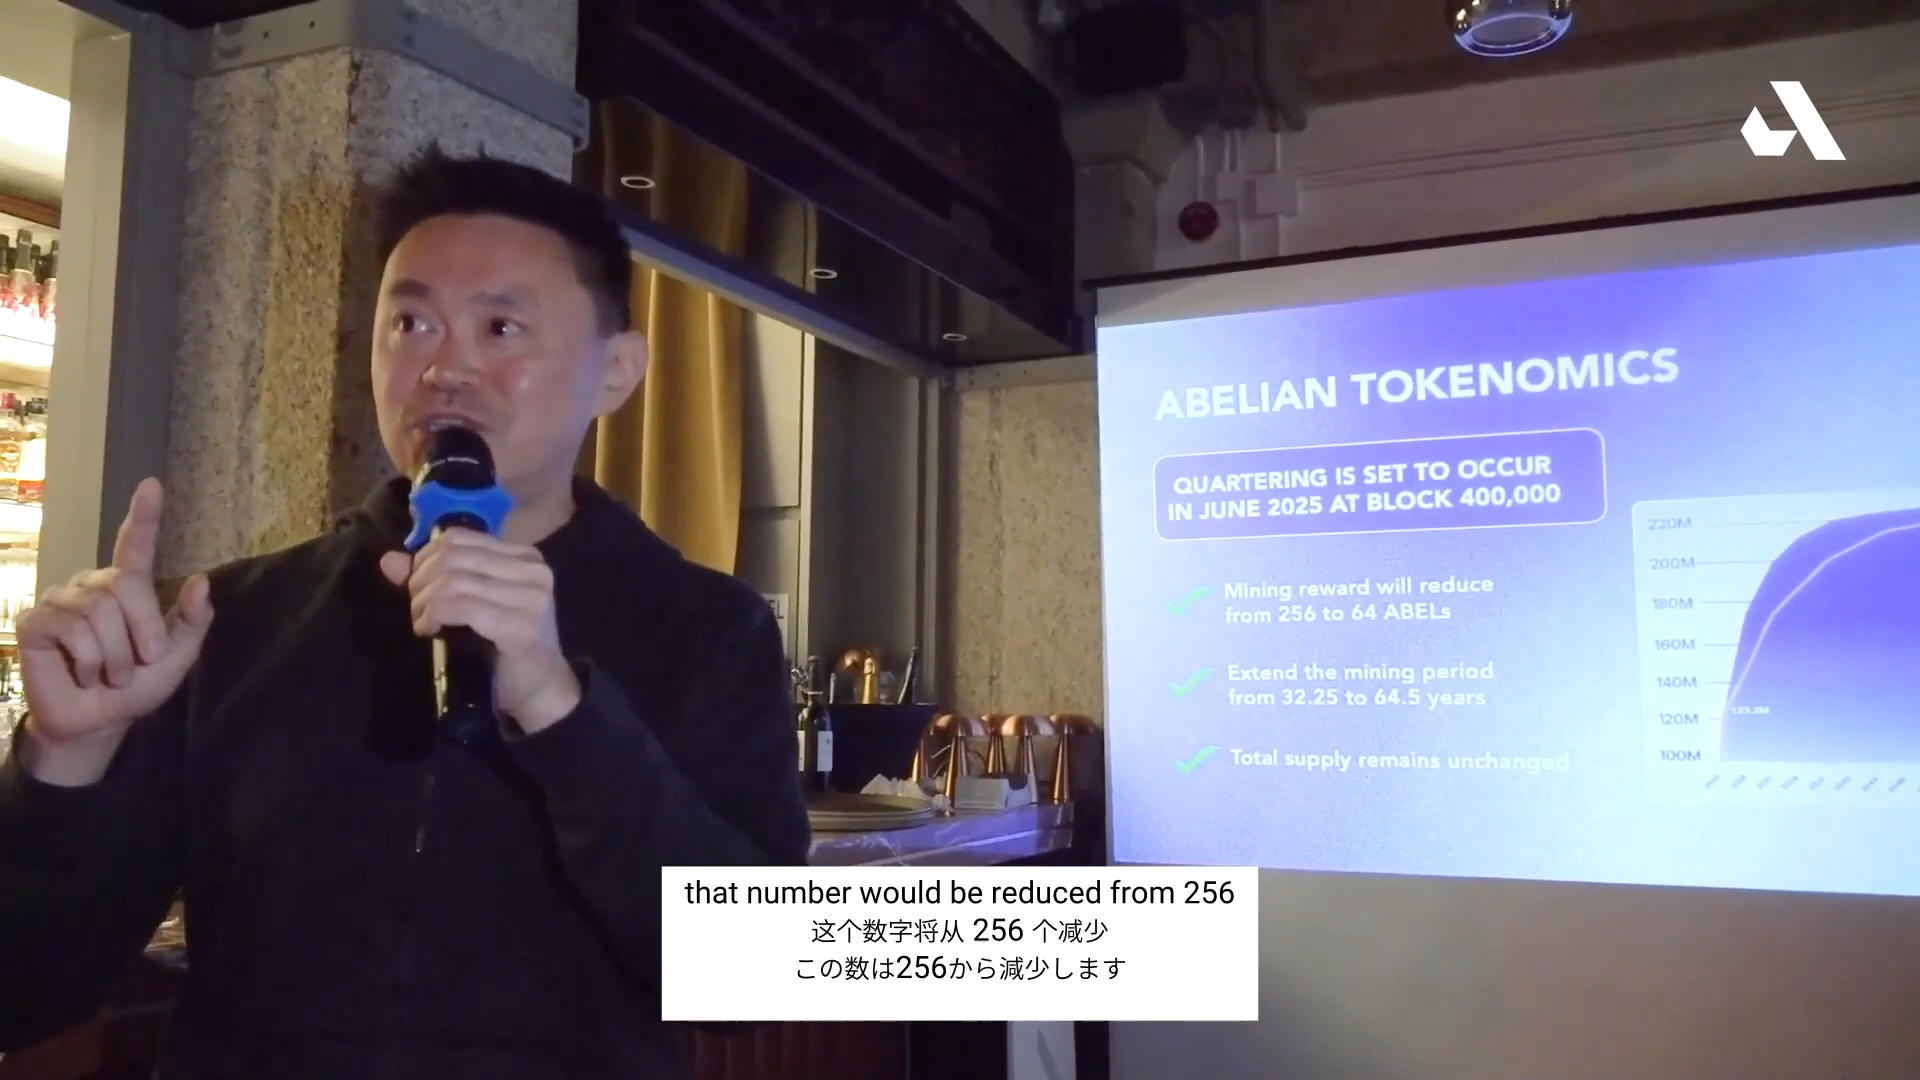 ABELIAN TOKENOMICS
QUARTERING IS SET TO OCCUR
IN JUNE 2025 AT BLOCK 400,000
Mining reward will reduce
from 256 to 64 ABELs
Extend the mining period
from 32.25 to 64.5 years
Total supply remains unchanged
220M
200M
180M
160M
140M
120M
100M
that number would be reduced from 256
这个数字将从 256 个减少
この数は256から減少します